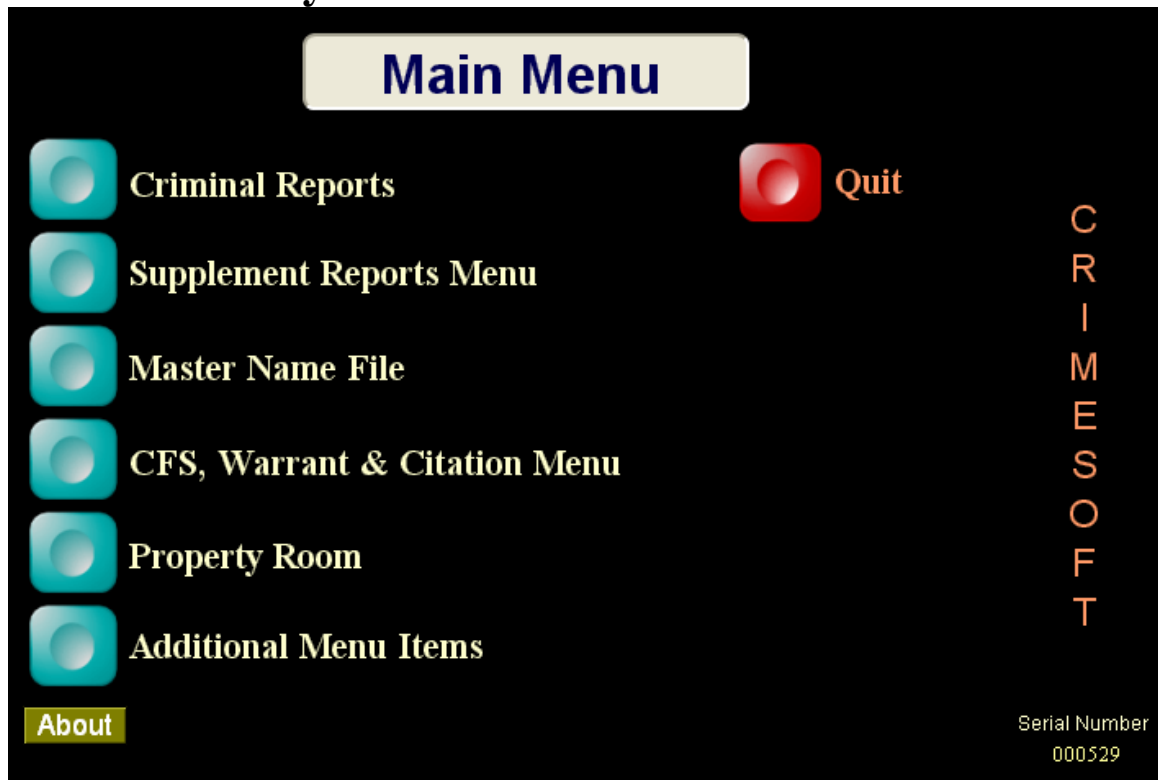 Main Menu
Criminal Reports
Quit
Supplement Reports Menu
Master Name File
CFS, Warrant & Citation Menu
Property Room
Additional Menu Items
C
R
I
M
E
S
O
F
T
About
Serial Number
000529